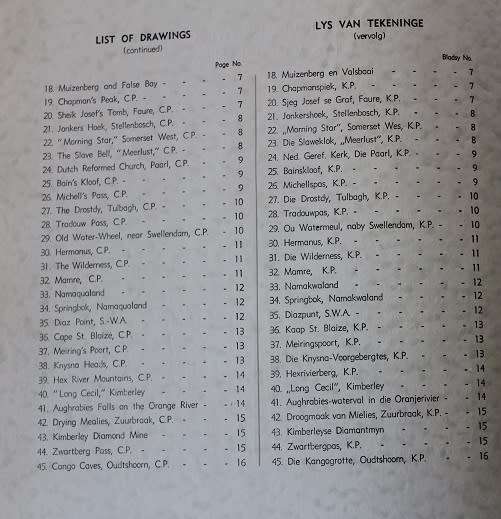 LIST OF DRAWINGS
(continued)
Page No.
18. Muizenberg and False Bay - - - - 7
19. Chapman's Peak, C.P. - - - - - 7
20. Sheik Josef's Tomb, Faure, C.P. - - - 7
21. Jonkers Hoek, Stellenbosch, C.P. - - - 8
22. "Morning Star," Somerset West, C.P. - - 8
23. The Slave Bell, "Meerlust," C.P. - - - 8
24. Dutch Reformed Church, Paarl, C.P. - - 9
25. Bain's Kloof, C.P. - - - - - 9
26. Michell's Pass, C.P. - - - - - 9
27. The Drostdy, Tulbagh, C.P. - - - - 10
28. Tradouw Pass, C.P. - - - - - 10
29. Old Water-Wheel, near Swellendam, C.P. - 10
30. Hermanus, C.P. - - - - - 11
31. The Wilderness, C.P. - - - - 11
32. Mamre, C.P. - - - - - 11
33. Namaqualand - - - - - 12
34. Springbok, Namaqualand - - - - 12
35. Diaz Point, S.-W.A. - - - - - 12
36. Cape St. Blaize, C.P. - - - - 13
37. Meiring's Poort, C.P. - - - - 13
38. Knysna Heads, C.P. - - - - 13
39. Hex River Mountains, C.P. - - - - 14
40. "Long Cecil," Kimberley - - - - 14
41. Aughrabies Falls on the Orange River - - 14
42. Drying Mealies, Zuurbraak, C.P. - - - 15
43. Kimberley Diamond Mine - - - - 15
44. Zwartberg Pass, C.P. - - - - 15
45. Cango Caves, Oudtshoorn, C.P. - - - 16
LYS VAN TEKENINGE
(vervolg)
Bladsy No.
18. Muizenberg en Valsbaai - - - - 7
19. Chapmanspiek, K.P. - - - - - 7
20. Sjeg Josef se Graf, Faure, K.P. - - - 7
21. Jonkershoek, Stellenbosch, K.P. - - - 8
22. „Morning Star", Somerset Wes, K.P. - - 8
23. Die Slaweklok, „Meerlust", K.P. - - - 8
24. Ned. Geref. Kerk, Die Paarl, K.P. - - - 9
25. Bainskloof, K.P. - - - - - 9
26. Michellspas, K.P. - - - - - 9
27. Die Drostdy, Tulbagh, K.P. - - - - 10
28. Tradouwpas, K.P. - - - - - 10
29. Ou Watermeul, naby Swellendam, K.P. - - 10
30. Hermanus, K.P. - - - - - 11
31. Die Wilderness, K.P. - - - - 11
32. Mamre, K.P. - - - - - 11
33. Namakwaland - - - - - 12
34. Springbok, Namakwaland - - - - 12
35. Diazpunt, S.W.A. - - - - - 12
36. Kaap St. Blaize, K.P. - - - - 13
37. Meiringspoort, K.P. - - - - 13
38. Die Knysna-Voorgebergtes, K.P. - - - 13
39. Hexrivierberg, K.P. - - - - 14
40. „Long Cecil", Kimberley - - - - 14
41. Aughrabies-waterval in die Oranjerivier - - 14
42. Droogmaak van Mielies, Zuurbraak, K.P. - - 15
43. Kimberleyse Diamantmyn - - - - 15
44. Zwartbergpas, K.P. - - - - - 15
45. Die Kangogrotte, Oudtshoorn, K.P. - - - 16